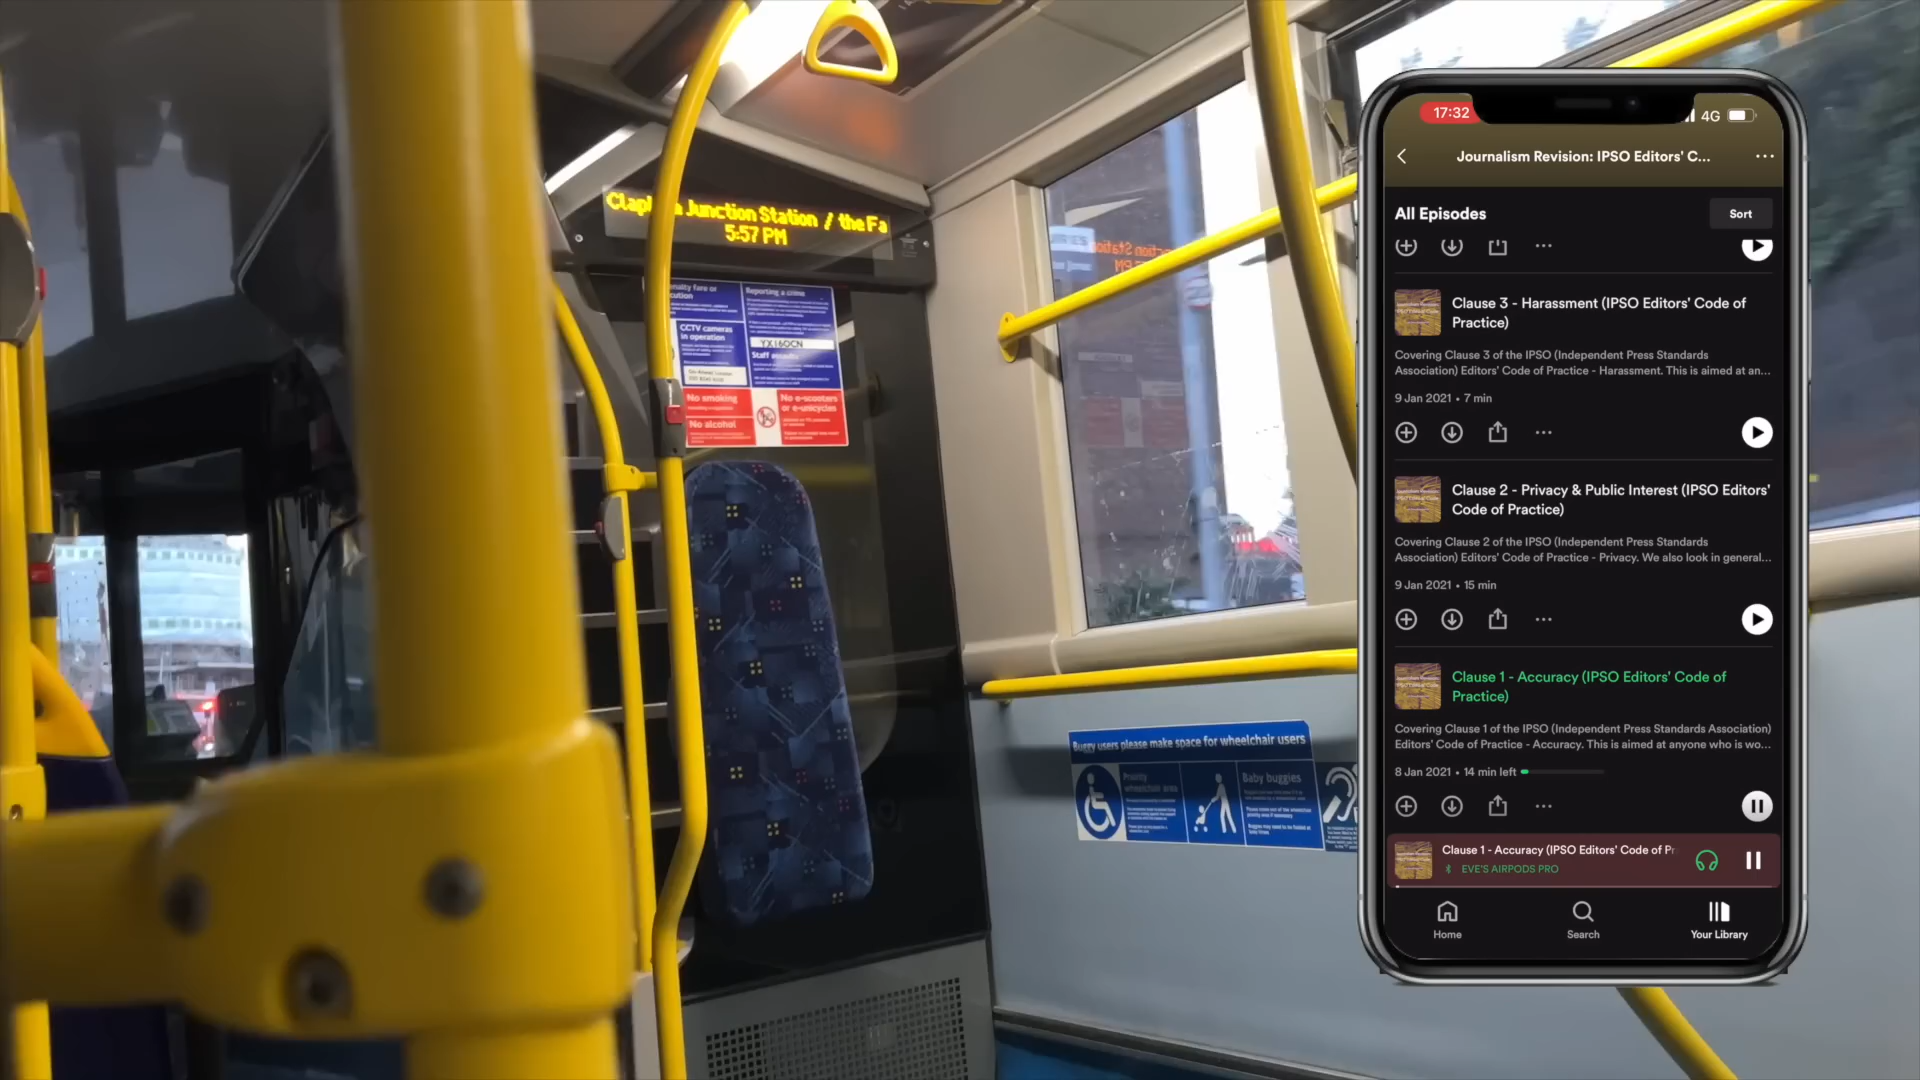 Clapham Junction Station / the Fa
5:57 PM
Reporting a crime
CCTV cameras
in operation
YX16OCN
Staff assaults
No smoking
No alcohol
No e-scooters
or e-unicycles
Buggy users please make space for wheelchair users
Priority
wheelchair area
Baby buggies
17:32
4G
Journalism Revision: IPSO Editors' C...
All Episodes
Sort
Clause 3 - Harassment (IPSO Editors' Code of
Practice)
Covering Clause 3 of the IPSO (Independent Press Standards
Association) Editors' Code of Practice - Harassment. This is aimed at an...
9 Jan 2021 • 7 min
Clause 2 - Privacy & Public Interest (IPSO Editors'
Code of Practice)
Covering Clause 2 of the IPSO (Independent Press Standards
Association) Editors' Code of Practice - Privacy. We also look in general...
9 Jan 2021 • 15 min
Clause 1 - Accuracy (IPSO Editors' Code of
Practice)
Covering Clause 1 of the IPSO (Independent Press Standards Association)
Editors' Code of Practice - Accuracy. This is aimed at anyone who is wo...
8 Jan 2021 • 14 min left
Clause 1 - Accuracy (IPSO Editors' Code of Pr
EVE'S AIRPODS PRO
Home
Search
Your Library